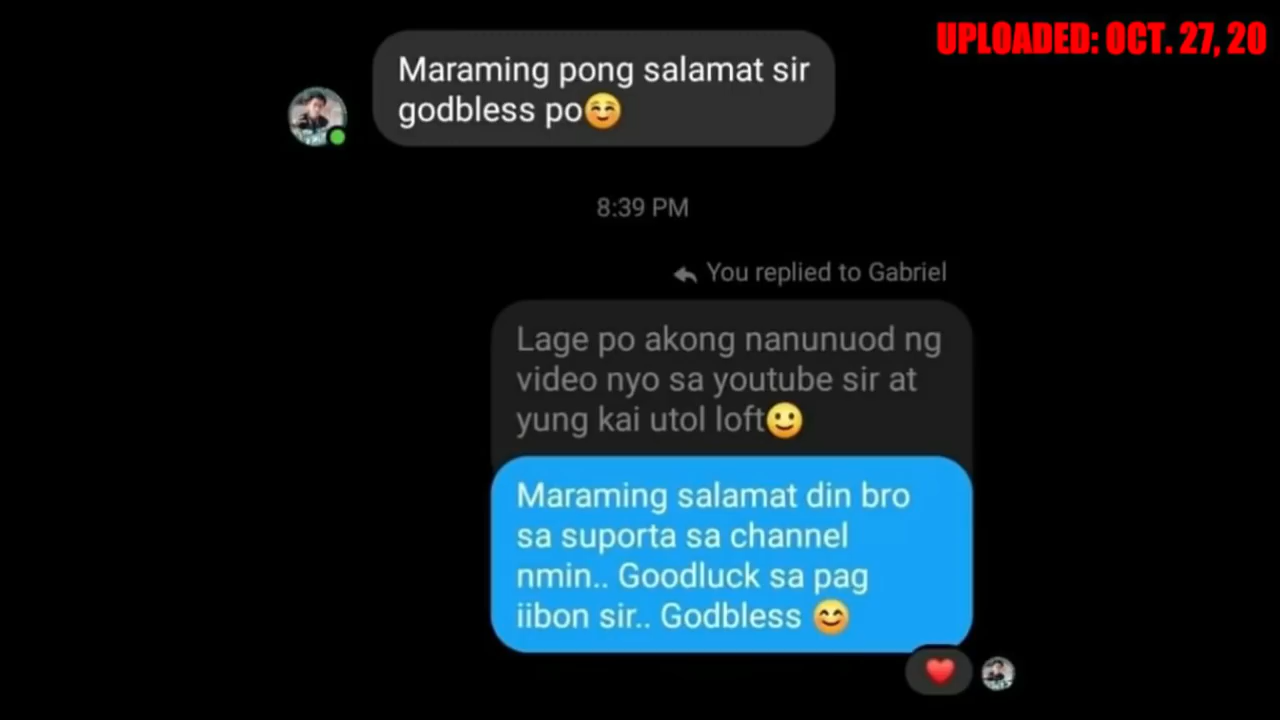 UPLOADED: OCT. 27, 20
Maraming pong salamat sir
godbless po☺️
8:39 PM
You replied to Gabriel
Lage po akong nanunuod ng
video nyo sa youtube sir at
yung kai utol loft🙂
Maraming salamat din bro
sa suporta sa channel
nmin.. Goodluck sa pag
iibon sir.. Godbless 😊